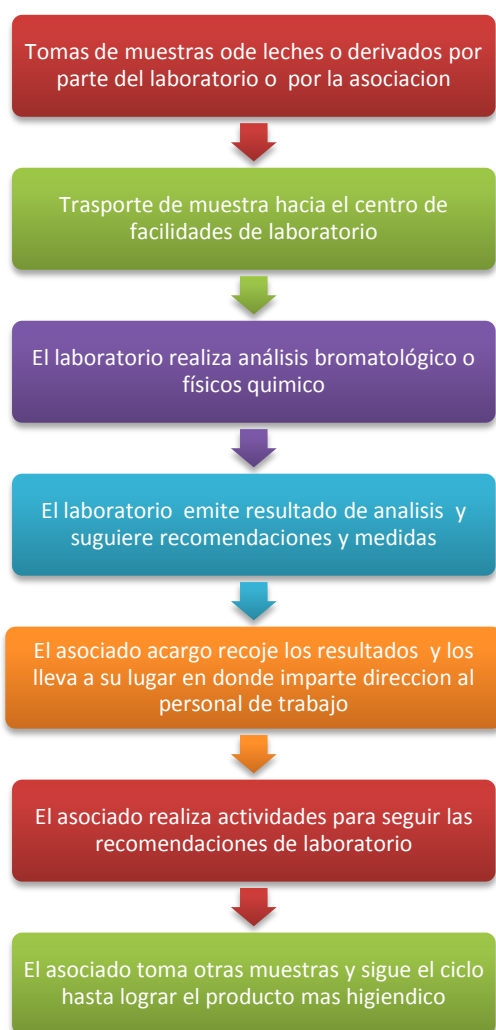 Tomas de muestras ode leches o derivados por
parte del laboratorio o  por la asociacion
Trasporte de muestra hacia el centro de
facilidades de laboratorio
El laboratorio realiza análisis bromatológico o
físicos quimico
El laboratorio  emite resultado de analisis  y
suguiere recomendaciones y medidas
El asociado acargo recoje los resultados  y los
lleva a su lugar en donde imparte direccion al
personal de trabajo
El asociado realiza actividades para seguir las
recomendaciones de laboratorio
El asociado toma otras muestras y sigue el ciclo
hasta lograr el producto mas higiendico